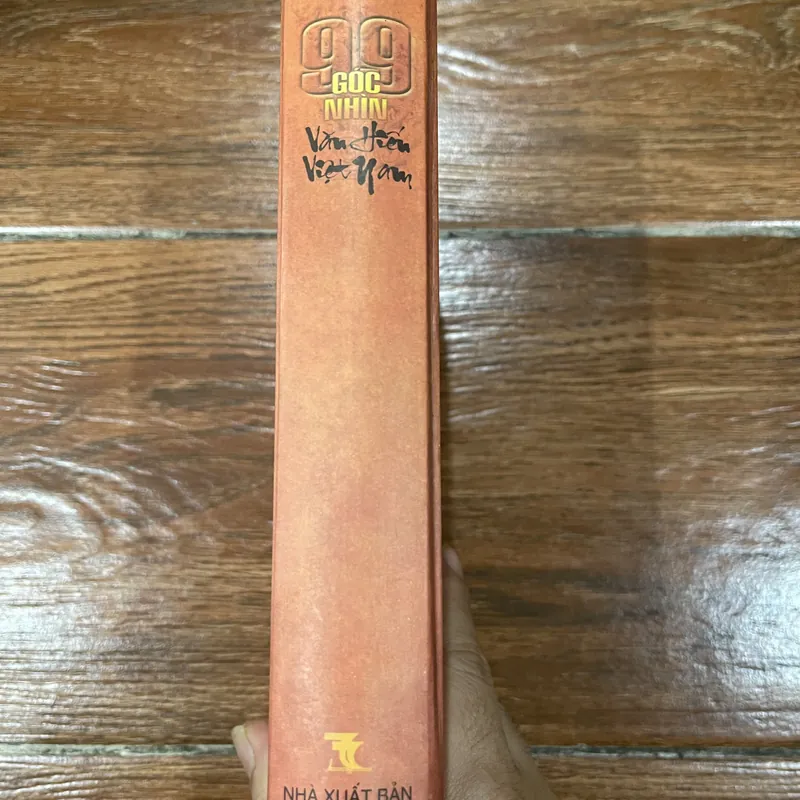 99
GÓC
NHÌN
Văn Hiến
Việt Nam
NHÀ XUẤT BẢN